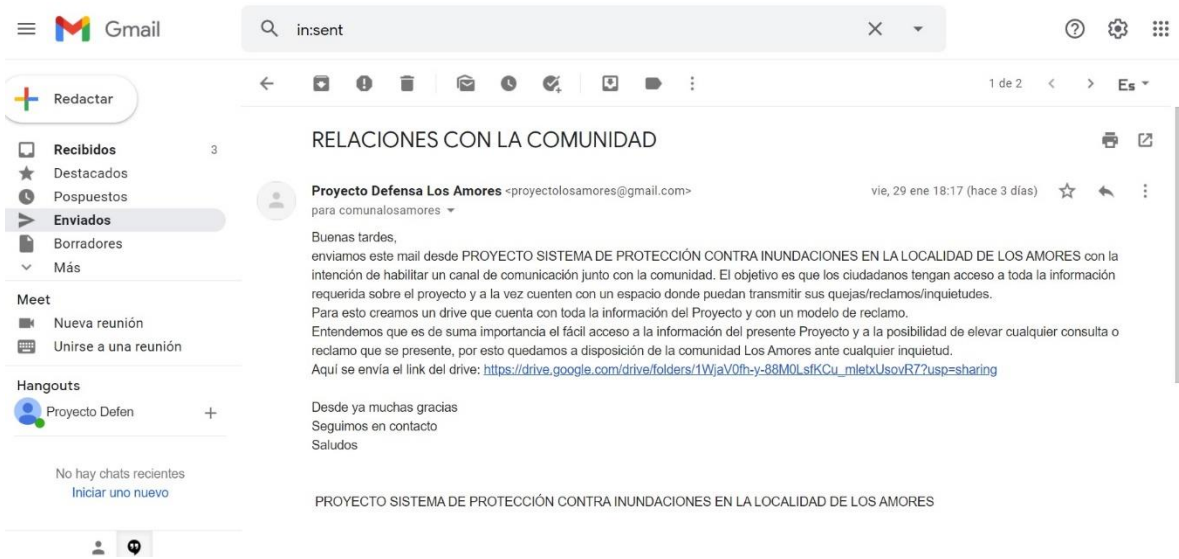 Gmail
in:sent
Redactar
1 de 2
Es
Recibidos 3
Destacados
Pospuestos
Enviados
Borradores
Más
Meet
Nueva reunión
Unirse a una reunión
Hangouts
Proyecto Defen
No hay chats recientes
Iniciar uno nuevo
RELACIONES CON LA COMUNIDAD
Proyecto Defensa Los Amores <proyectolosamores@gmail.com> vie, 29 ene 18:17 (hace 3 días)
para comunalosamores
Buenas tardes,
enviamos este mail desde PROYECTO SISTEMA DE PROTECCIÓN CONTRA INUNDACIONES EN LA LOCALIDAD DE LOS AMORES con la
intención de habilitar un canal de comunicación junto con la comunidad. El objetivo es que los ciudadanos tengan acceso a toda la información
requerida sobre el proyecto y a la vez cuenten con un espacio donde puedan transmitir sus quejas/reclamos/inquietudes.
Para esto creamos un drive que cuenta con toda la información del Proyecto y con un modelo de reclamo.
Entendemos que es de suma importancia el fácil acceso a la información del presente Proyecto y a la posibilidad de elevar cualquier consulta o
reclamo que se presente, por esto quedamos a disposición de la comunidad Los Amores ante cualquier inquietud.
Aquí se envía el link del drive: https://drive.google.com/drive/folders/1WjaV0fh-y-88M0LsfKCu_mletxUsovR7?usp=sharing
Desde ya muchas gracias
Seguimos en contacto
Saludos
PROYECTO SISTEMA DE PROTECCIÓN CONTRA INUNDACIONES EN LA LOCALIDAD DE LOS AMORES